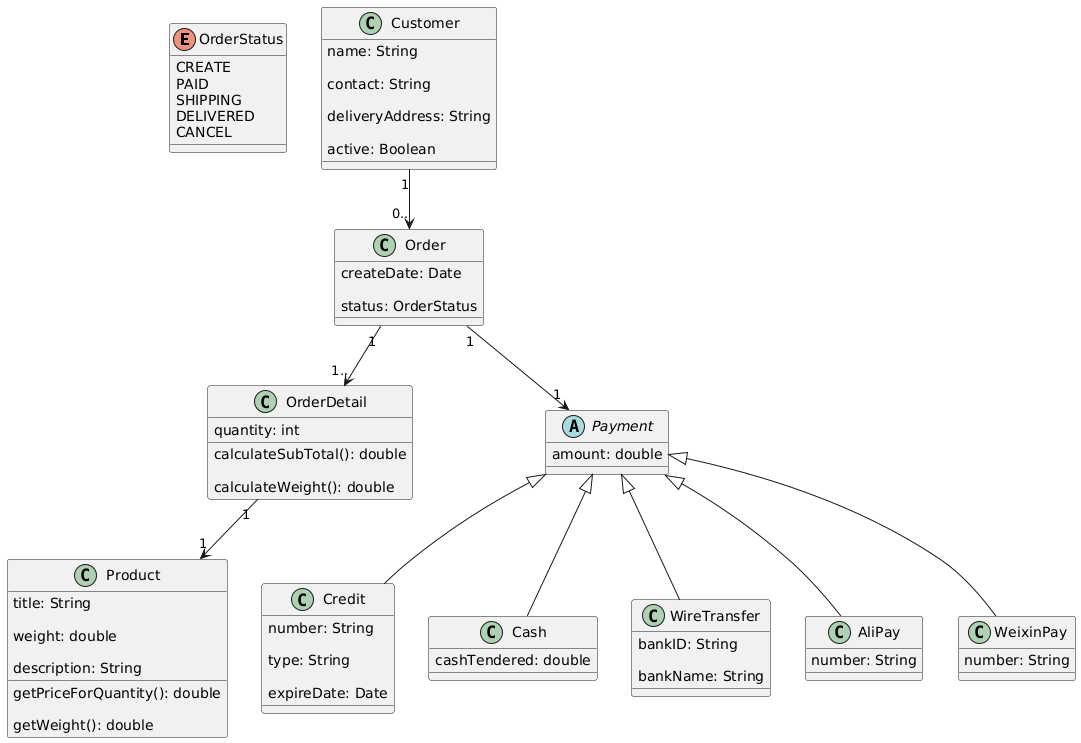 E OrderStatus
CREATE
PAID
SHIPPING
DELIVERED
CANCEL
C Customer
name: String
contact: String
deliveryAddress: String
active: Boolean
1
0..
C Order
createDate: Date
status: OrderStatus
1
1
1..
1
C OrderDetail
quantity: int
calculateSubTotal(): double
calculateWeight(): double
A Payment
amount: double
1
1
C Product
title: String
weight: double
description: String
getPriceForQuantity(): double
getWeight(): double
C Credit
number: String
type: String
expireDate: Date
C Cash
cashTendered: double
C WireTransfer
bankID: String
bankName: String
C AliPay
number: String
C WeixinPay
number: String